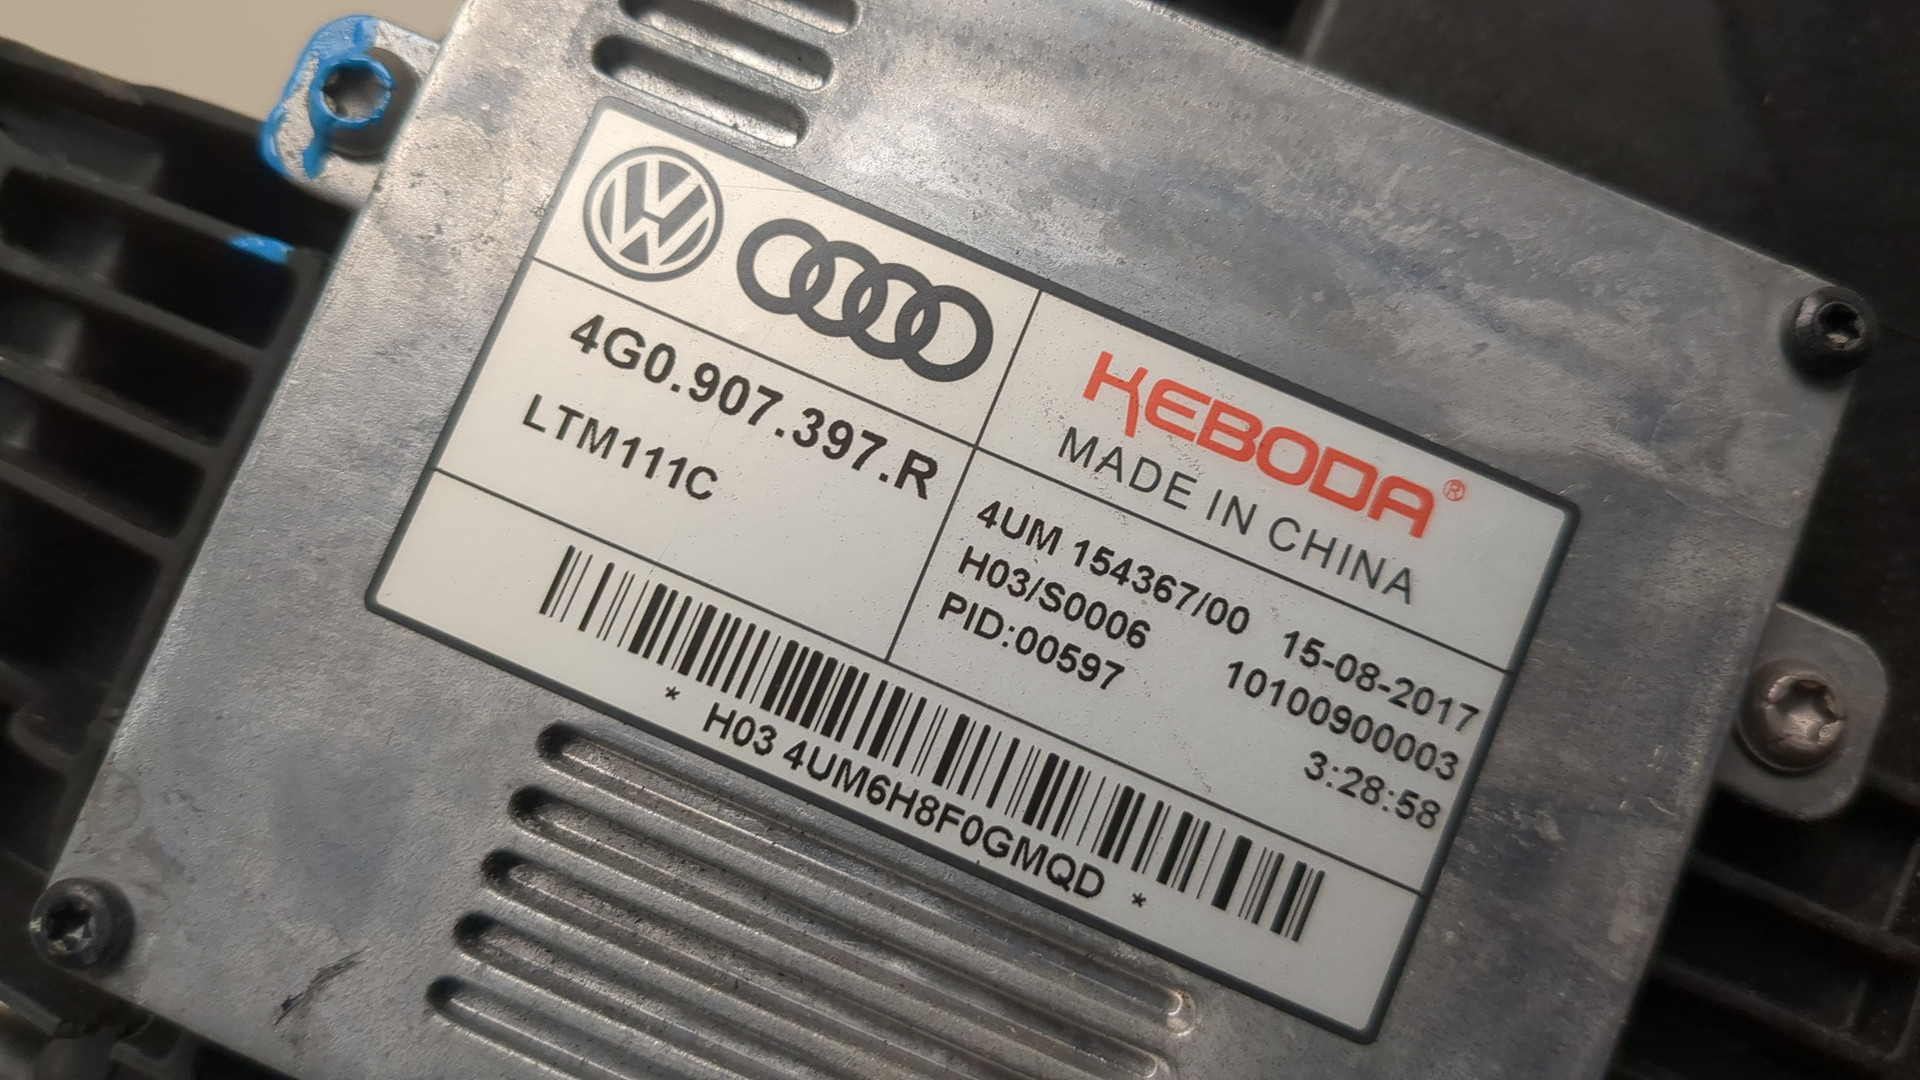 4G0.907.397.R
LTM111C
KEBODA®
MADE IN CHINA
4UM 154367/00 15-08-2017
H03/S0006 10100900003
PID:00597 3:28:58
* H03 4UM6H8F0GMQD *